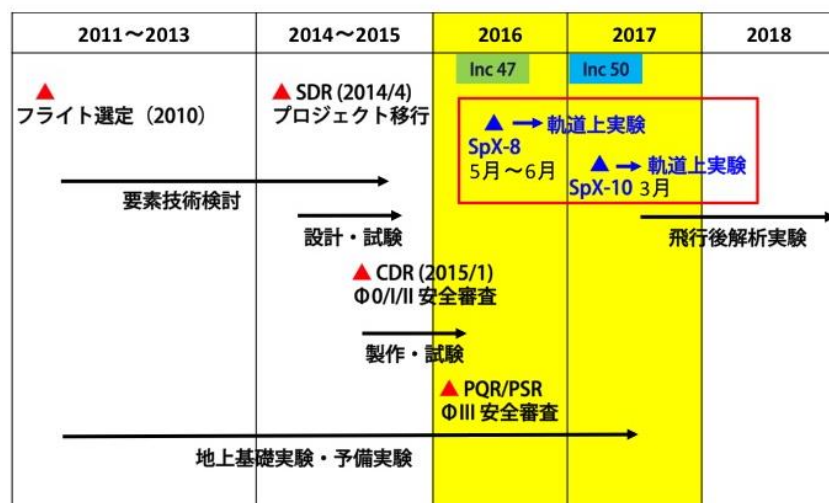 2011～2013 2014～2015 2016 2017 2018
Inc 47 Inc 50
▲ ▲ SDR (2014/4)
フライト選定（2010） プロジェクト移行
▲ → 軌道上実験
SpX-8
5月～6月
▲ → 軌道上実験
SpX-10 3月
要素技術検討
設計・試験
飛行後解析実験
▲ CDR (2015/1)
Φ0/I/II 安全審査
製作・試験
▲ PQR/PSR
ΦIII 安全審査
地上基礎実験・予備実験